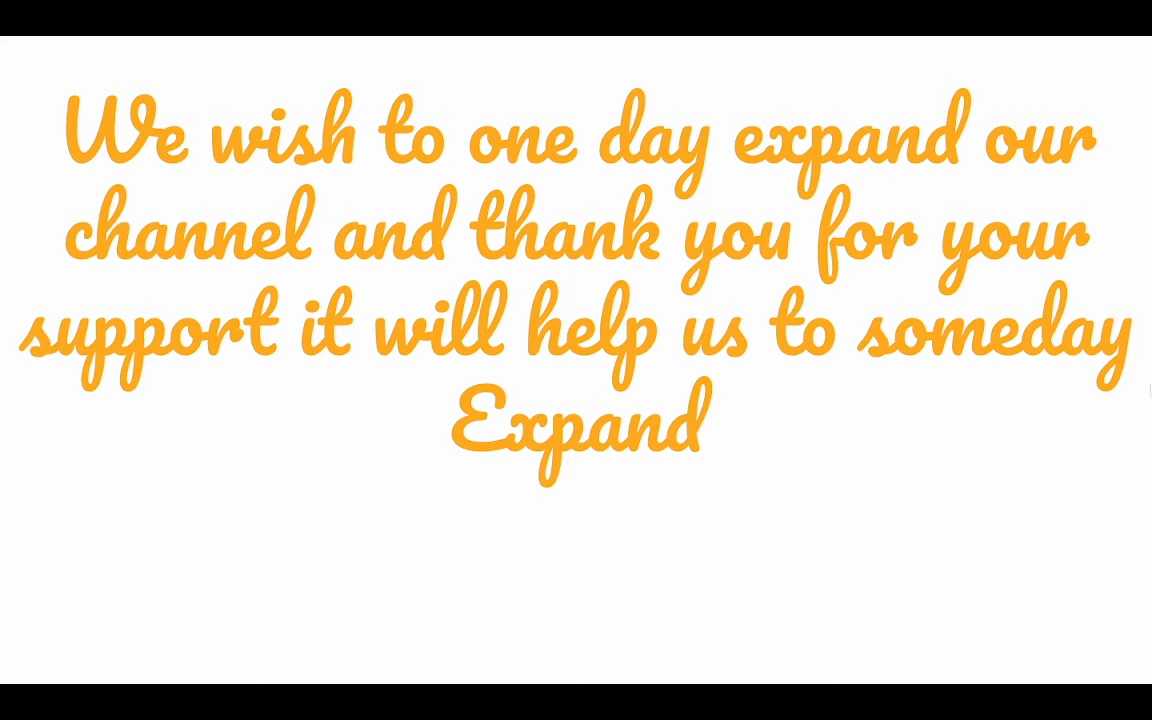 We wish to one day expand our
channel and thank you for your
support it will help us to someday
Expand